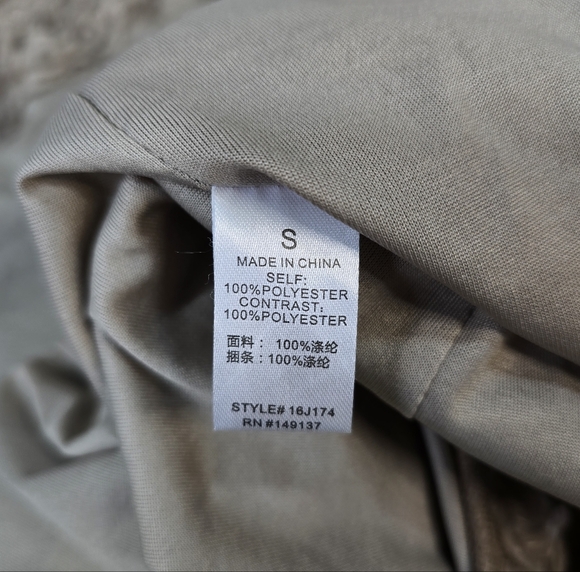 S
MADE IN CHINA
SELF:
100%POLYESTER
CONTRAST:
100%POLYESTER
面料： 100%涤纶
捆条：100%涤纶
STYLE# 16J174
RN #149137